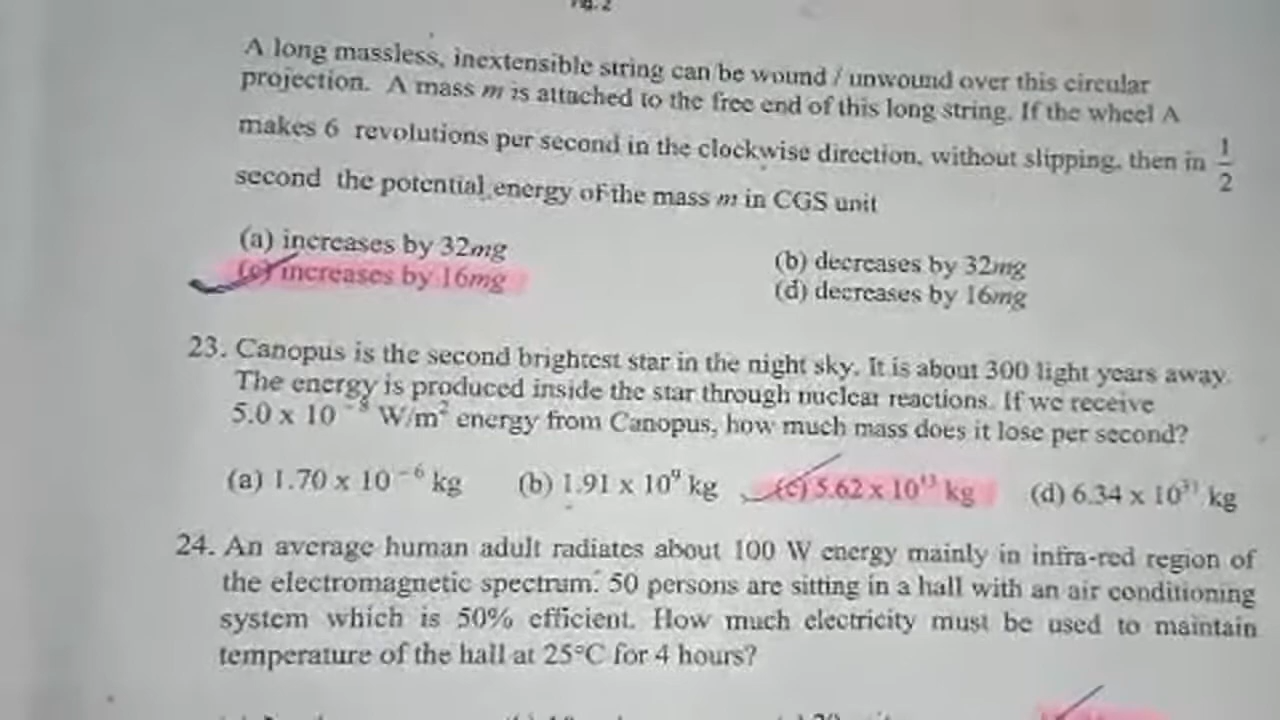 A long massless, inextensible string can be wound / unwound over this circular
projection. A mass m is attached to the free end of this long string. If the wheel A
makes 6 revolutions per second in the clockwise direction, without slipping, then in 1/2
second the potential energy of the mass m in CGS unit
(a) increases by 32mg
(b) decreases by 32mg
(c) increases by 16mg
(d) decreases by 16mg
23. Canopus is the second brightest star in the night sky. It is about 300 light years away.
The energy is produced inside the star through nuclear reactions. If we receive
5.0 x 10⁻⁸ W/m² energy from Canopus, how much mass does it lose per second?
(a) 1.70 x 10⁻⁶ kg (b) 1.91 x 10⁹ kg (c) 5.62 x 10¹³ kg (d) 6.34 x 10³¹ kg
24. An average human adult radiates about 100 W energy mainly in infra-red region of
the electromagnetic spectrum. 50 persons are sitting in a hall with an air conditioning
system which is 50% efficient. How much electricity must be used to maintain
temperature of the hall at 25°C for 4 hours?